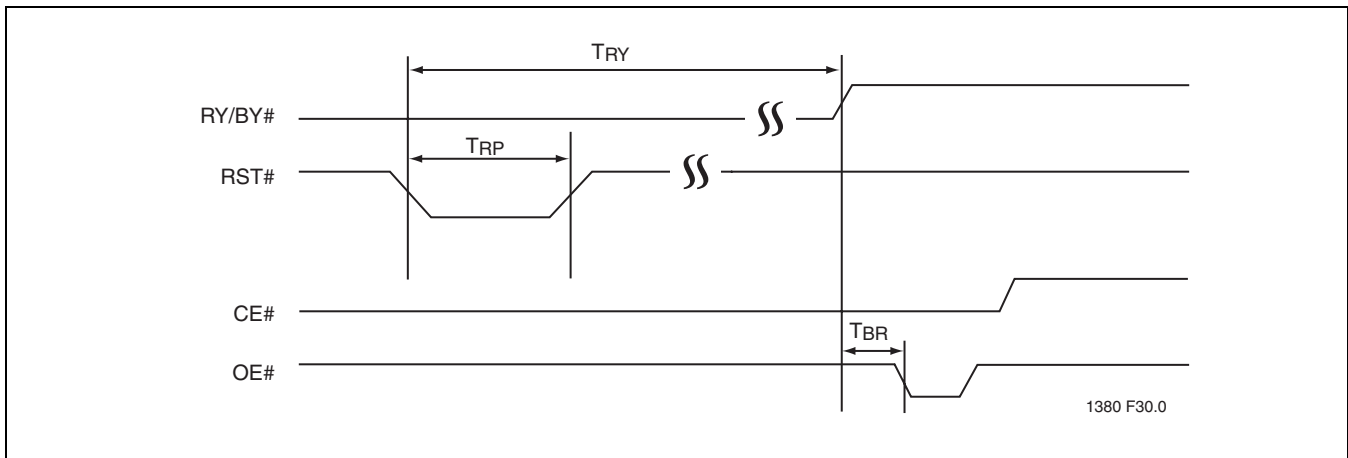 TRY
RY/BY#
TRP
RST#
CE#
TBR
OE#
1380 F30.0